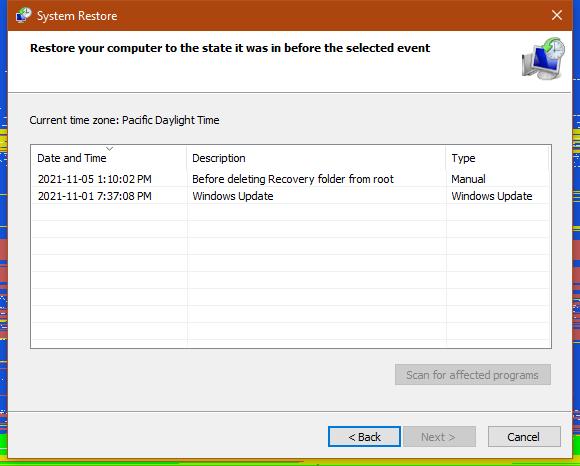 System Restore
Restore your computer to the state it was in before the selected event
Current time zone: Pacific Daylight Time
Date and Time Description Type
2021-11-05 1:10:02 PM Before deleting Recovery folder from root Manual
2021-11-01 7:37:08 PM Windows Update Windows Update
Scan for affected programs
< Back Next > Cancel